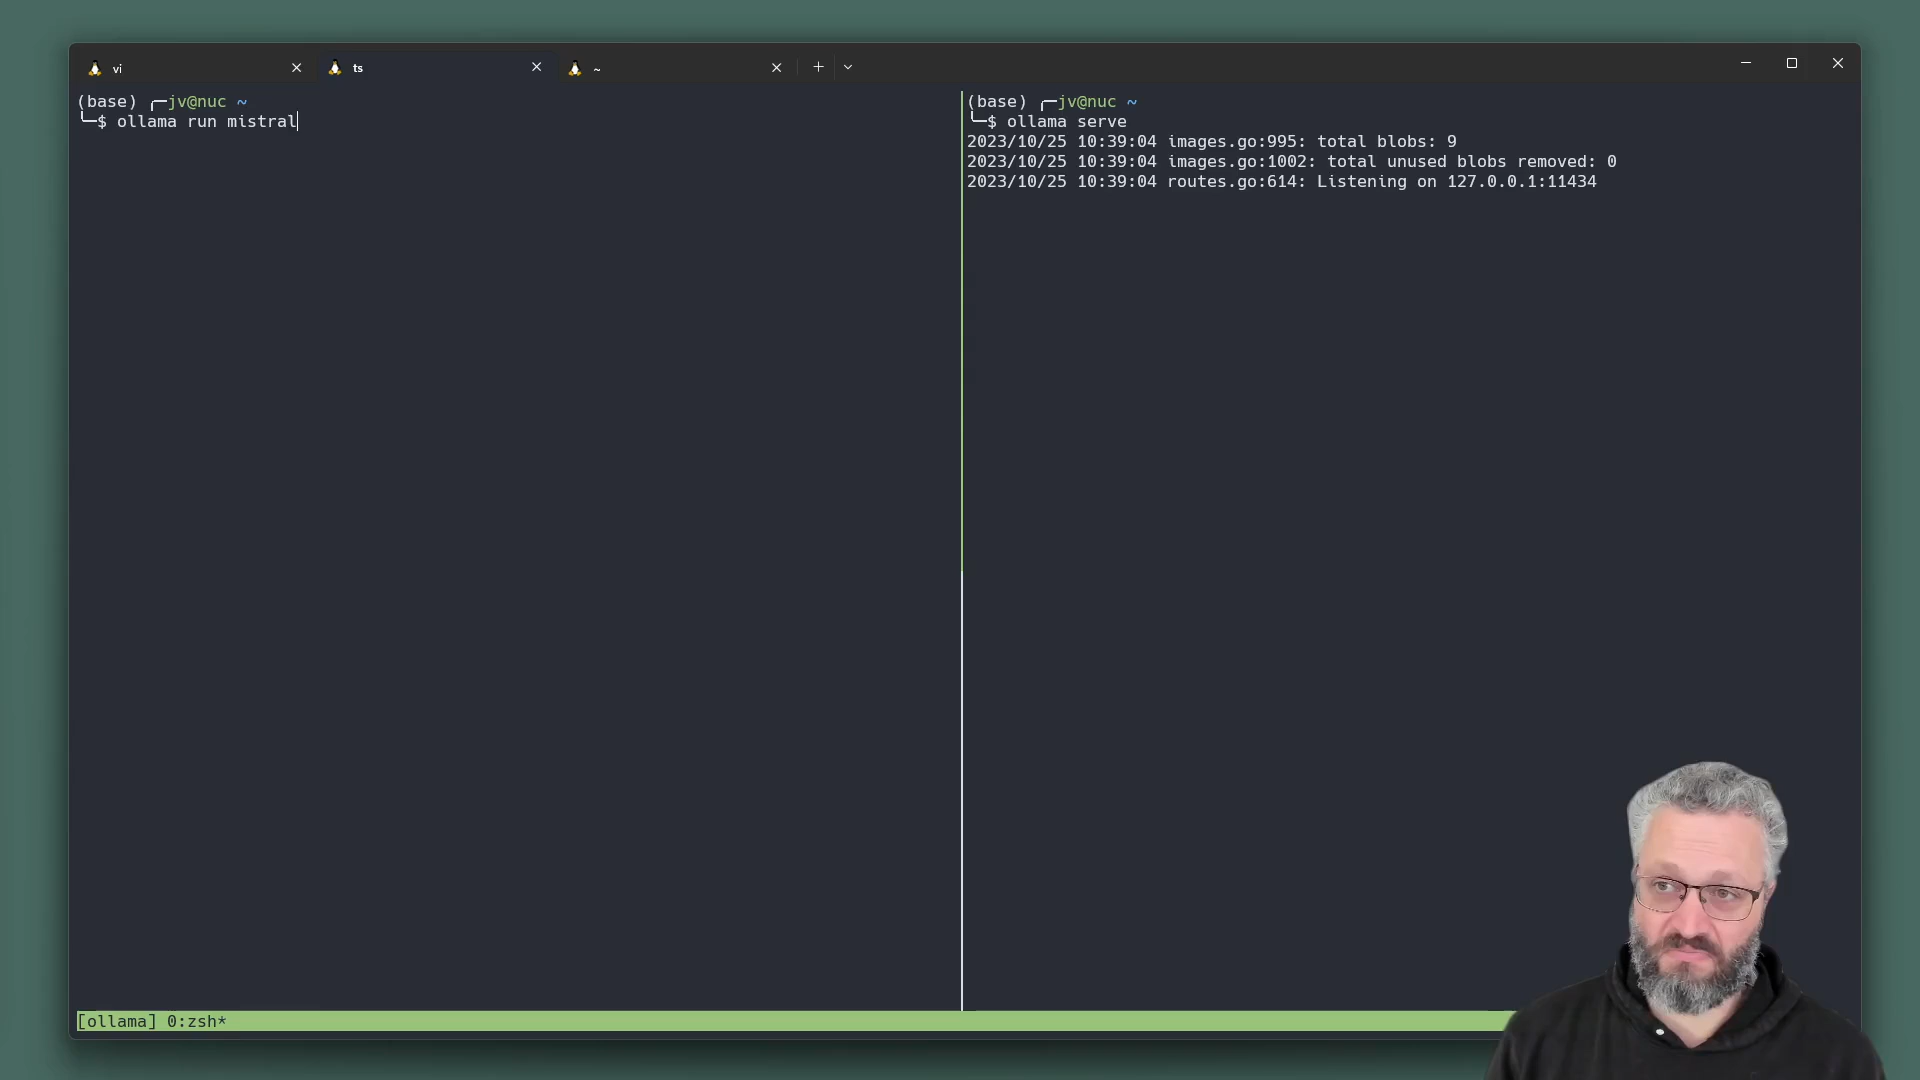 vi
ts
~
(base) ╭─jv@nuc ~
╰─$ ollama run mistral
(base) ╭─jv@nuc ~
╰─$ ollama serve
2023/10/25 10:39:04 images.go:995: total blobs: 9
2023/10/25 10:39:04 images.go:1002: total unused blobs removed: 0
2023/10/25 10:39:04 routes.go:614: Listening on 127.0.0.1:11434
[ollama] 0:zsh*